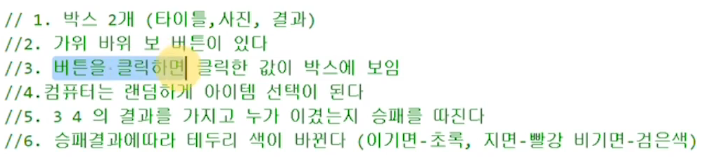 // 1. 박스 2개 (타이틀,사진, 결과)
//2. 가위 바위 보 버튼이 있다
//3. 버튼을 클릭하면 클릭한 값이 박스에 보임
//4.컴퓨터는 랜덤하게 아이템 선택이 된다
//5. 3 4 의 결과를 가지고 누가 이겼는지 승패를 따진다
//6. 승패결과에따라 테두리 색이 바뀐다 (이기면-초록, 지면-빨강 비기면-검은색)